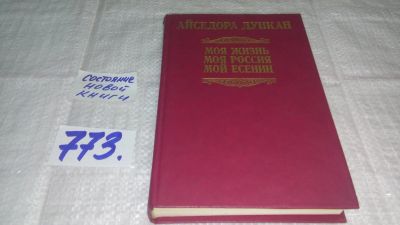 АЙСЕДОРА ДУНКАН
МОЯ ЖИЗНЬ
МОЯ РОССИЯ
МОЙ ЕСЕНИН
СОСТОЯНИЕ
НОВОЙ
КНИГИ
773.